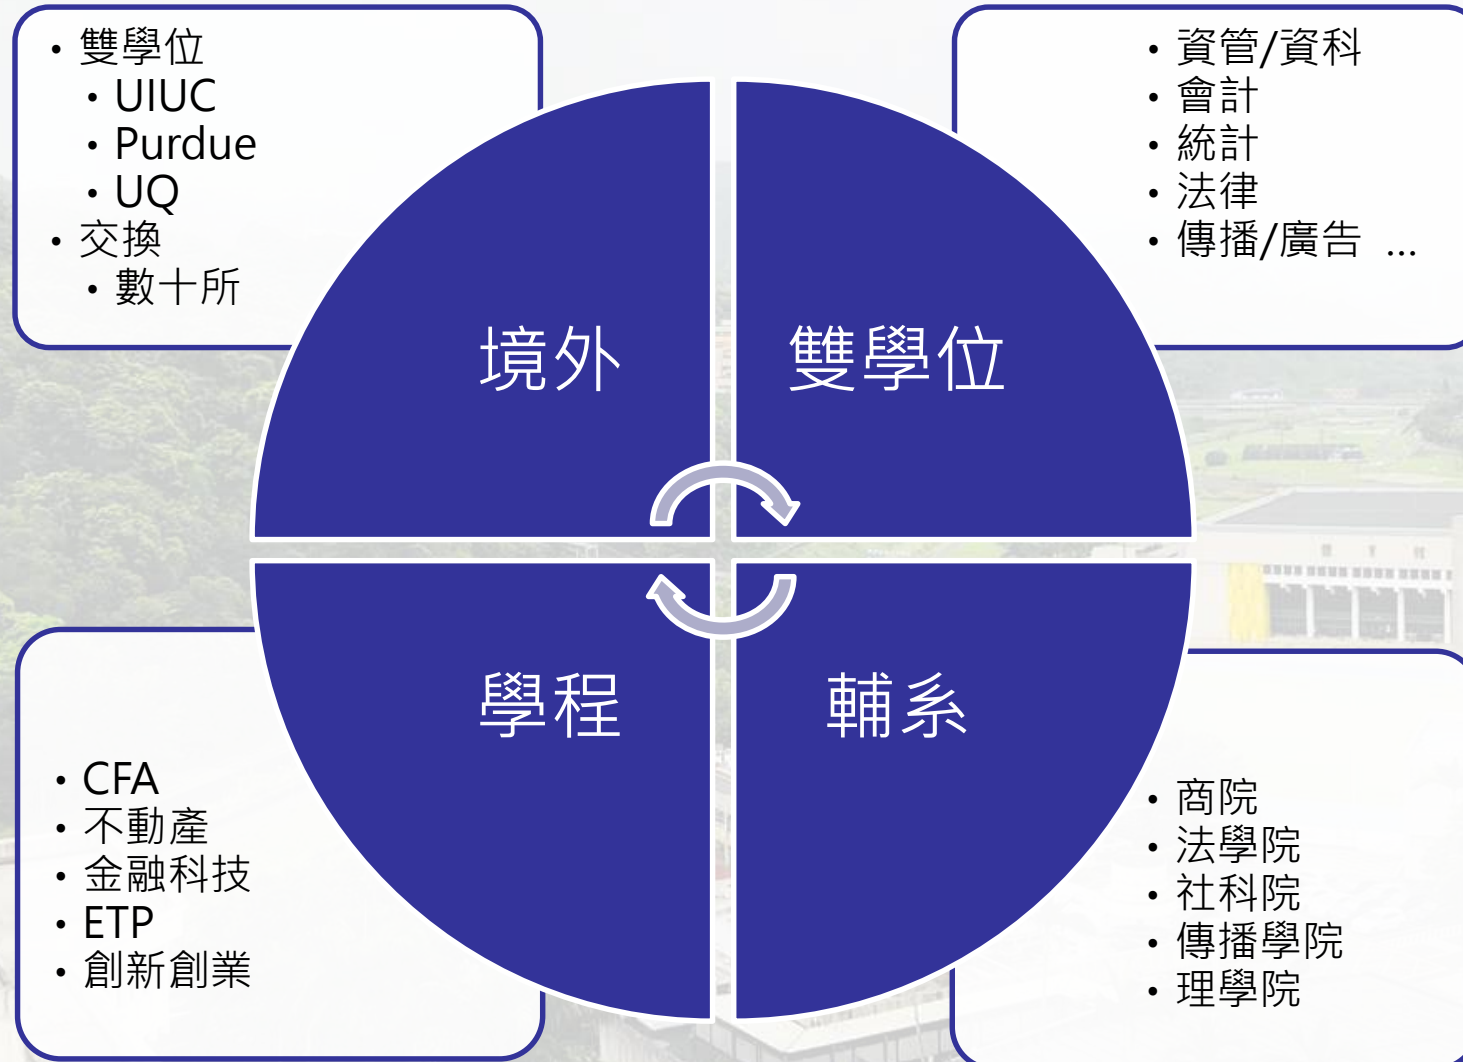 • 雙學位
• UIUC
• Purdue
• UQ
• 交換
• 數十所
• 資管/資科
• 會計
• 統計
• 法律
• 傳播/廣告 ...
境外
雙學位
學程
輔系
• CFA
• 不動產
• 金融科技
• ETP
• 創新創業
• 商院
• 法學院
• 社科院
• 傳播學院
• 理學院